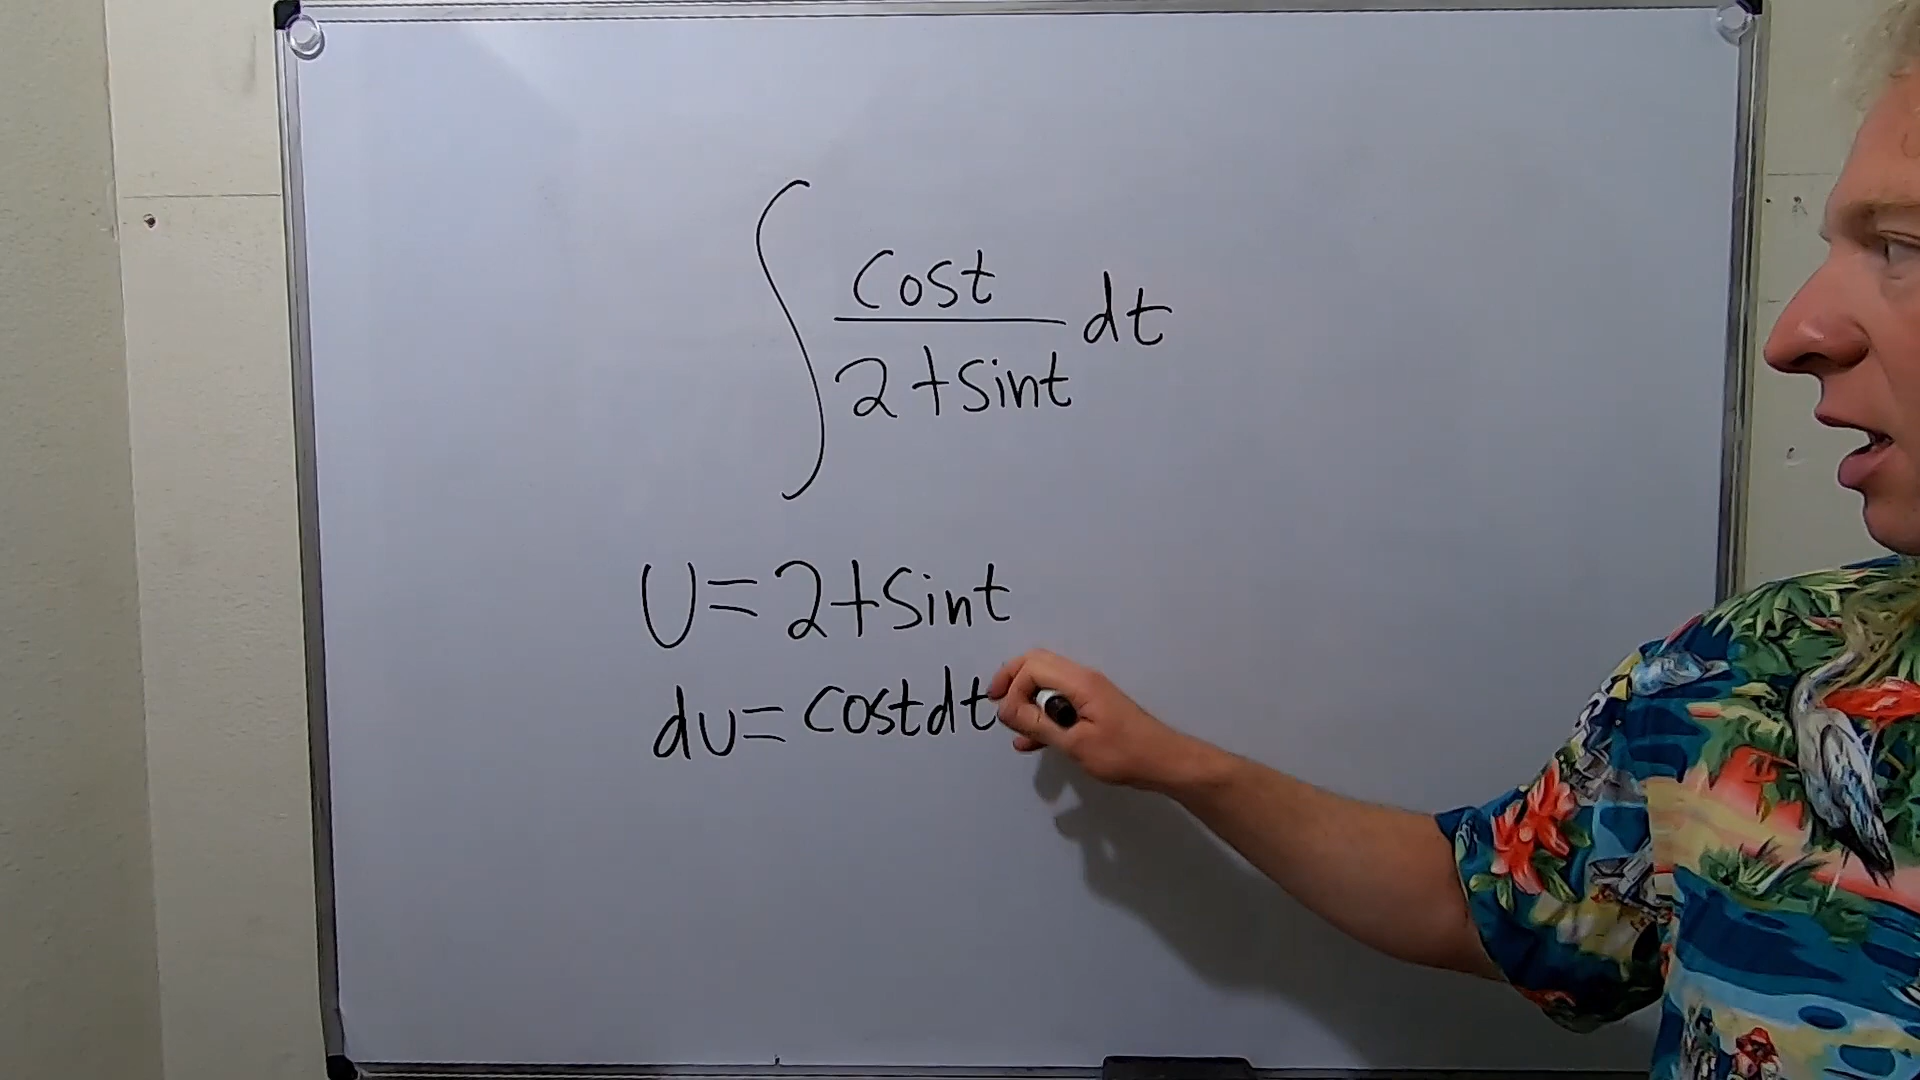 ∫ cost
dt
2+sint
U=2+sint
du=costdt